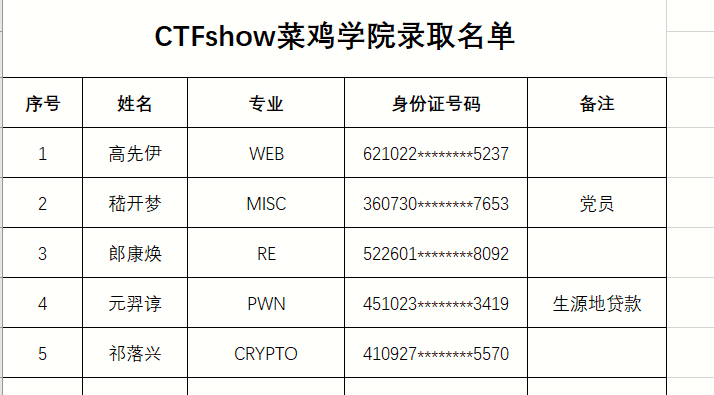 CTFshow菜鸡学院录取名单
序号 姓名 专业 身份证号码 备注
1 高先伊 WEB 621022********5237
2 嵇开梦 MISC 360730********7653 党员
3 郎康焕 RE 522601********8092
4 元羿谆 PWN 451023********3419 生源地贷款
5 祁落兴 CRYPTO 410927********5570